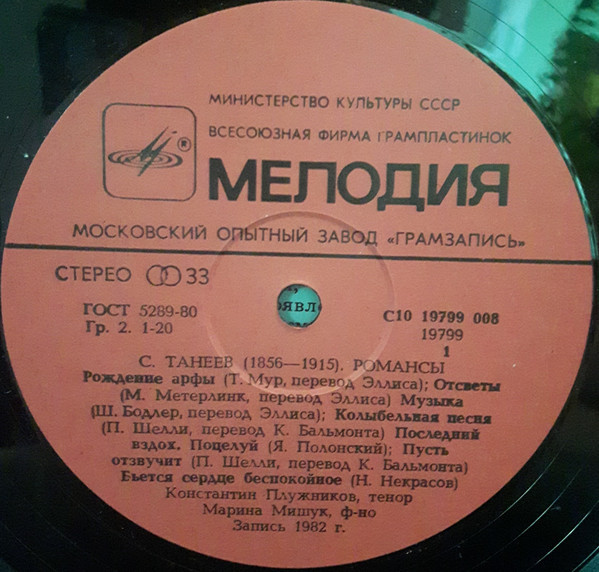 МИНИСТЕРСТВО КУЛЬТУРЫ СССР
ВСЕСОЮЗНАЯ ФИРМА ГРАМПЛАСТИНОК
®
МЕЛОДИЯ
МОСКОВСКИЙ ОПЫТНЫЙ ЗАВОД «ГРАМЗАПИСЬ»
СТЕРЕО 33
ГОСТ 5289-80
Гр. 2. 1-20
явл
С10 19799 008
19799
1
С. ТАНЕЕВ (1856—1915). РОМАНСЫ
Рождение арфы (Т. Мур, перевод Эллиса); Отсветы
(М. Метерлинк, перевод Эллиса) Музыка
(Ш. Бодлер, перевод Эллиса); Колыбельная песня
(П. Шелли, перевод К. Бальмонта) Последний
вздох. Поцелуй (Я. Полонский); Пусть
отзвучит (П. Шелли, перевод К. Бальмонта)
Бьется сердце беспокойное (Н. Некрасов)
Константин Плужников, тенор
Марина Мишук, ф-но
Запись 1982 г.